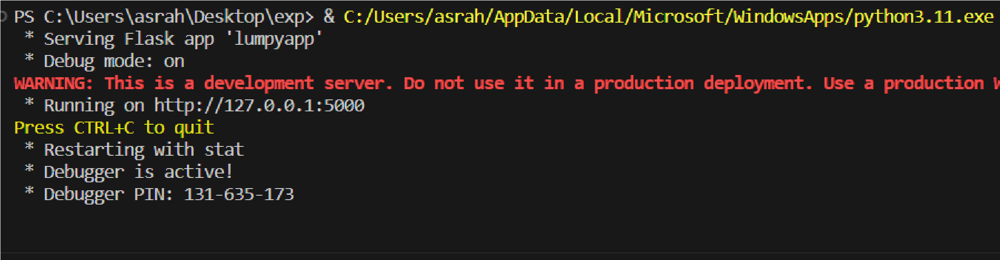 PS C:\Users\asrah\Desktop\exp> & C:/Users/asrah/AppData/Local/Microsoft/WindowsApps/python3.11.exe
* Serving Flask app 'lumpyapp'
* Debug mode: on
WARNING: This is a development server. Do not use it in a production deployment. Use a production
* Running on http://127.0.0.1:5000
Press CTRL+C to quit
* Restarting with stat
* Debugger is active!
* Debugger PIN: 131-635-173